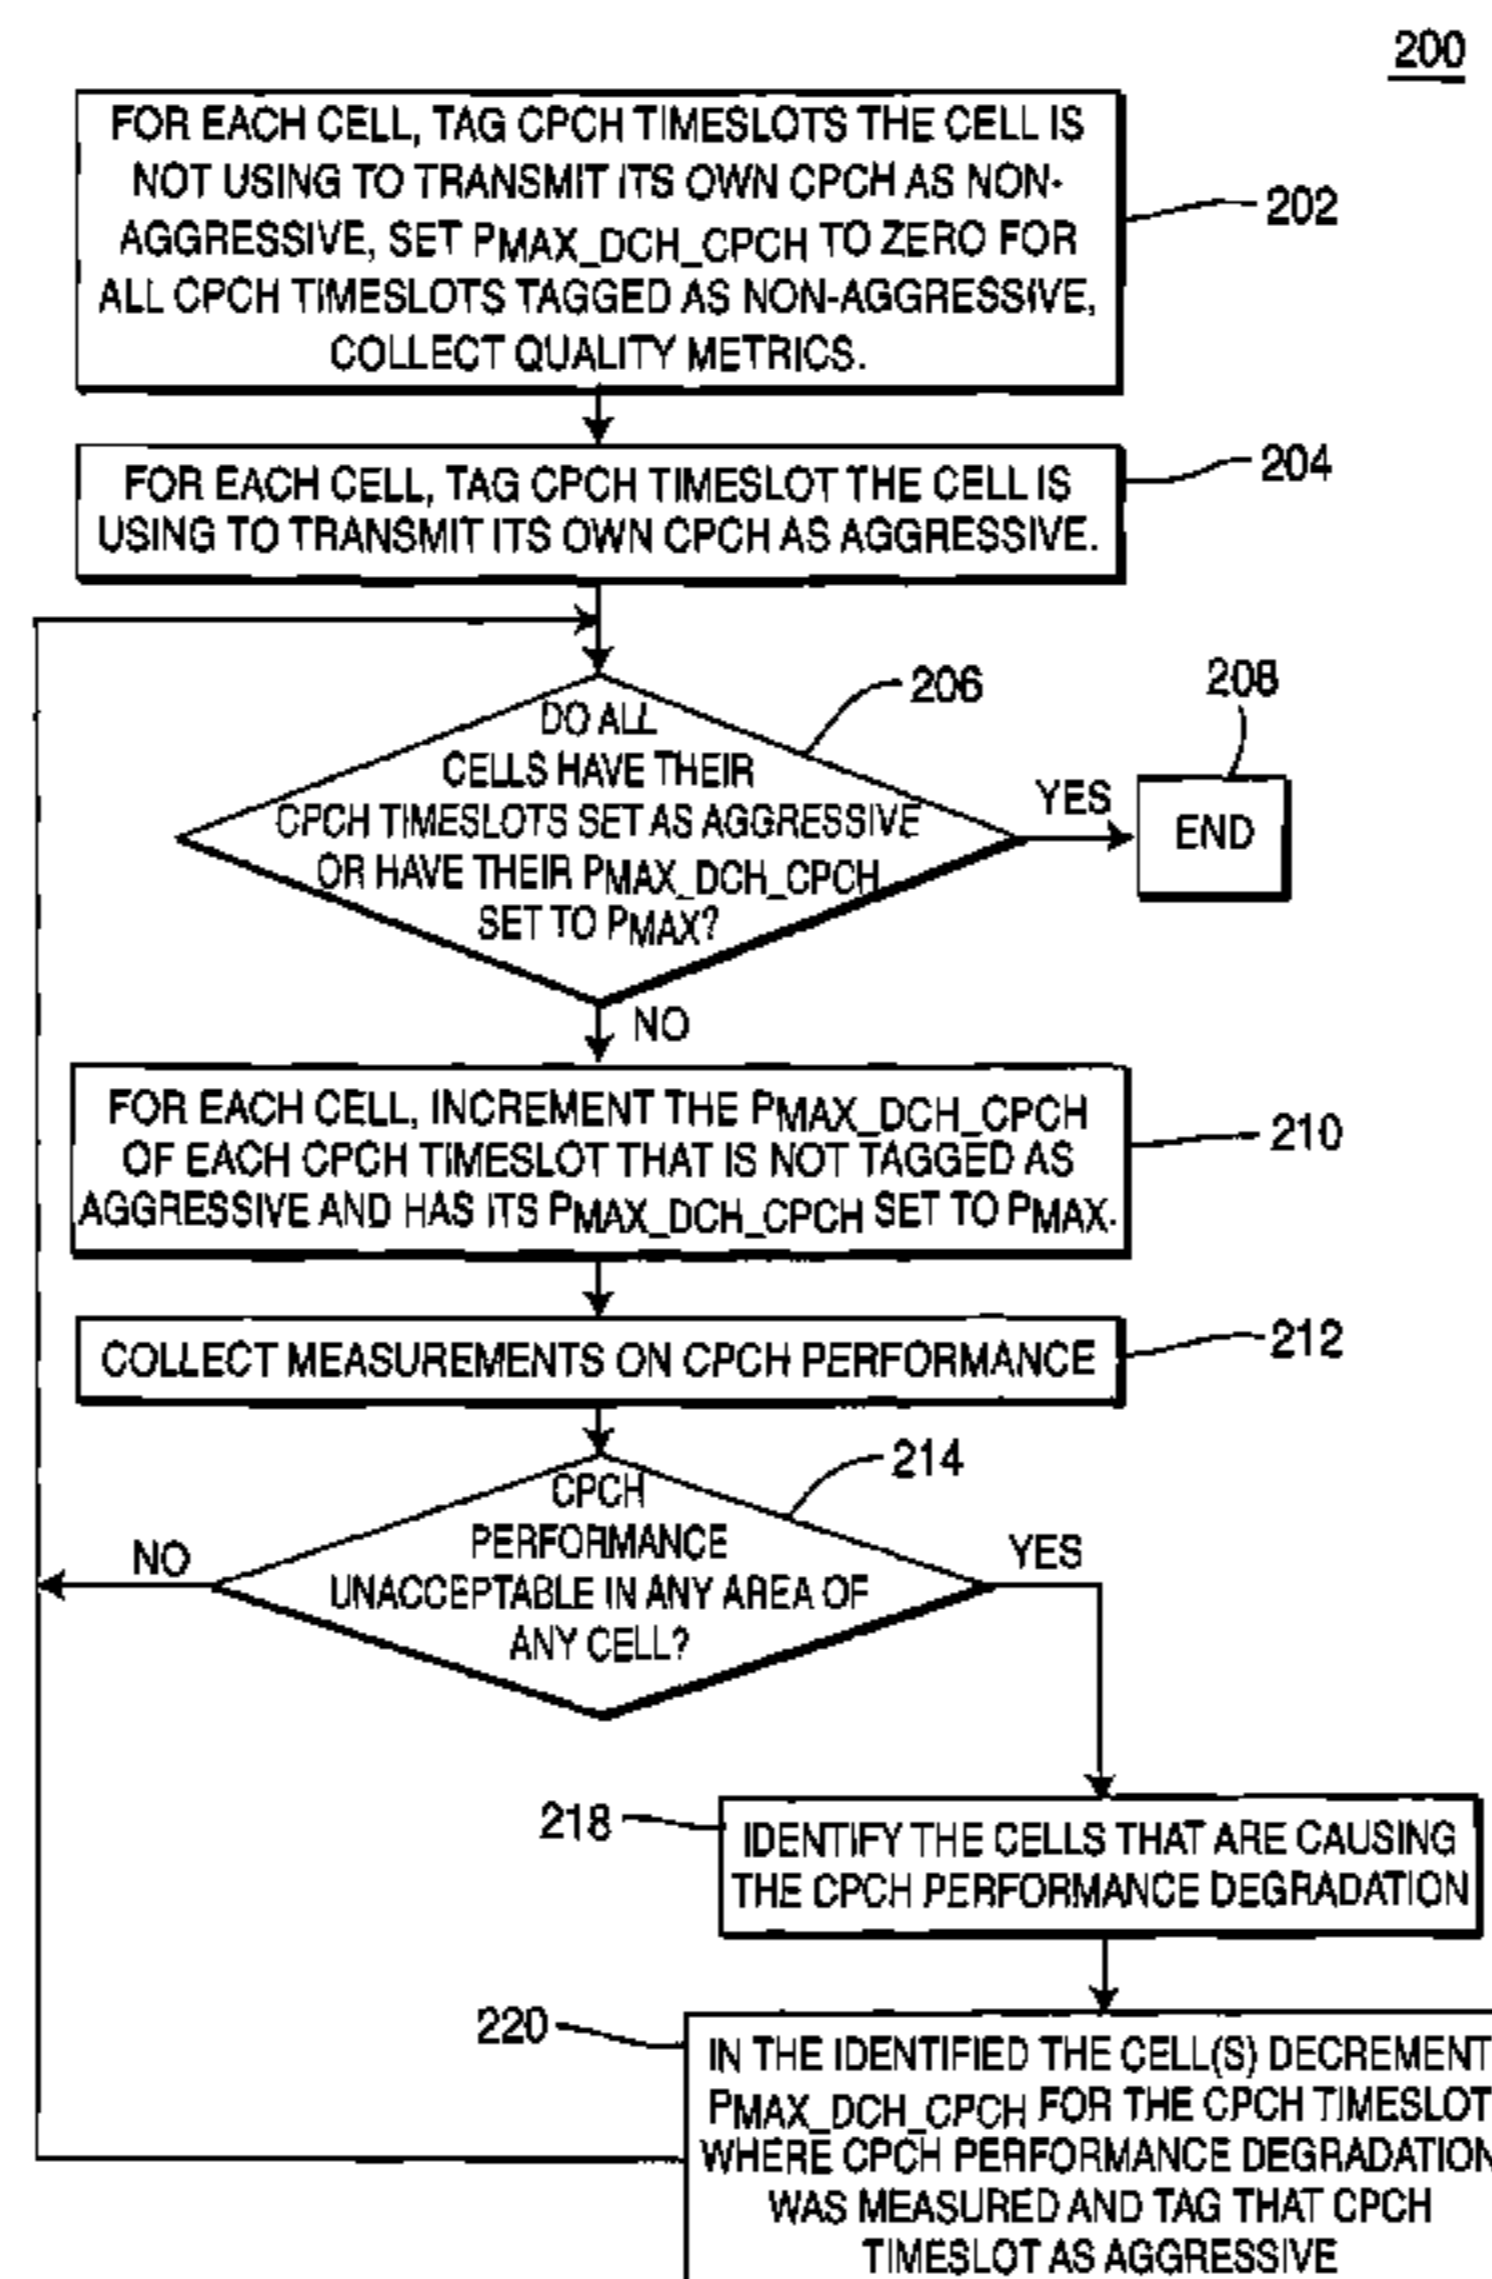 200
FOR EACH CELL, TAG CPCH TIMESLOTS THE CELL IS
NOT USING TO TRANSMIT ITS OWN CPCH AS NON-
AGGRESSIVE, SET PMAX_DCH_CPCH TO ZERO FOR
ALL CPCH TIMESLOTS TAGGED AS NON-AGGRESSIVE,
COLLECT QUALITY METRICS.
202
FOR EACH CELL, TAG CPCH TIMESLOT THE CELL IS
USING TO TRANSMIT ITS OWN CPCH AS AGGRESSIVE.
204
DO ALL
CELLS HAVE THEIR
CPCH TIMESLOTS SET AS AGGRESSIVE
OR HAVE THEIR PMAX_DCH_CPCH
SET TO PMAX?
206
YES
208
END
NO
FOR EACH CELL, INCREMENT THE PMAX_DCH_CPCH
OF EACH CPCH TIMESLOT THAT IS NOT TAGGED AS
AGGRESSIVE AND HAS ITS PMAX_DCH_CPCH SET TO PMAX.
210
COLLECT MEASUREMENTS ON CPCH PERFORMANCE
212
CPCH
PERFORMANCE
UNACCEPTABLE IN ANY AREA OF
ANY CELL?
214
NO
YES
218
IDENTIFY THE CELLS THAT ARE CAUSING
THE CPCH PERFORMANCE DEGRADATION
220
IN THE IDENTIFIED THE CELL(S) DECREMENT
PMAX_DCH_CPCH FOR THE CPCH TIMESLOT
WHERE CPCH PERFORMANCE DEGRADATION
WAS MEASURED AND TAG THAT CPCH
TIMESLOT AS AGGRESSIVE